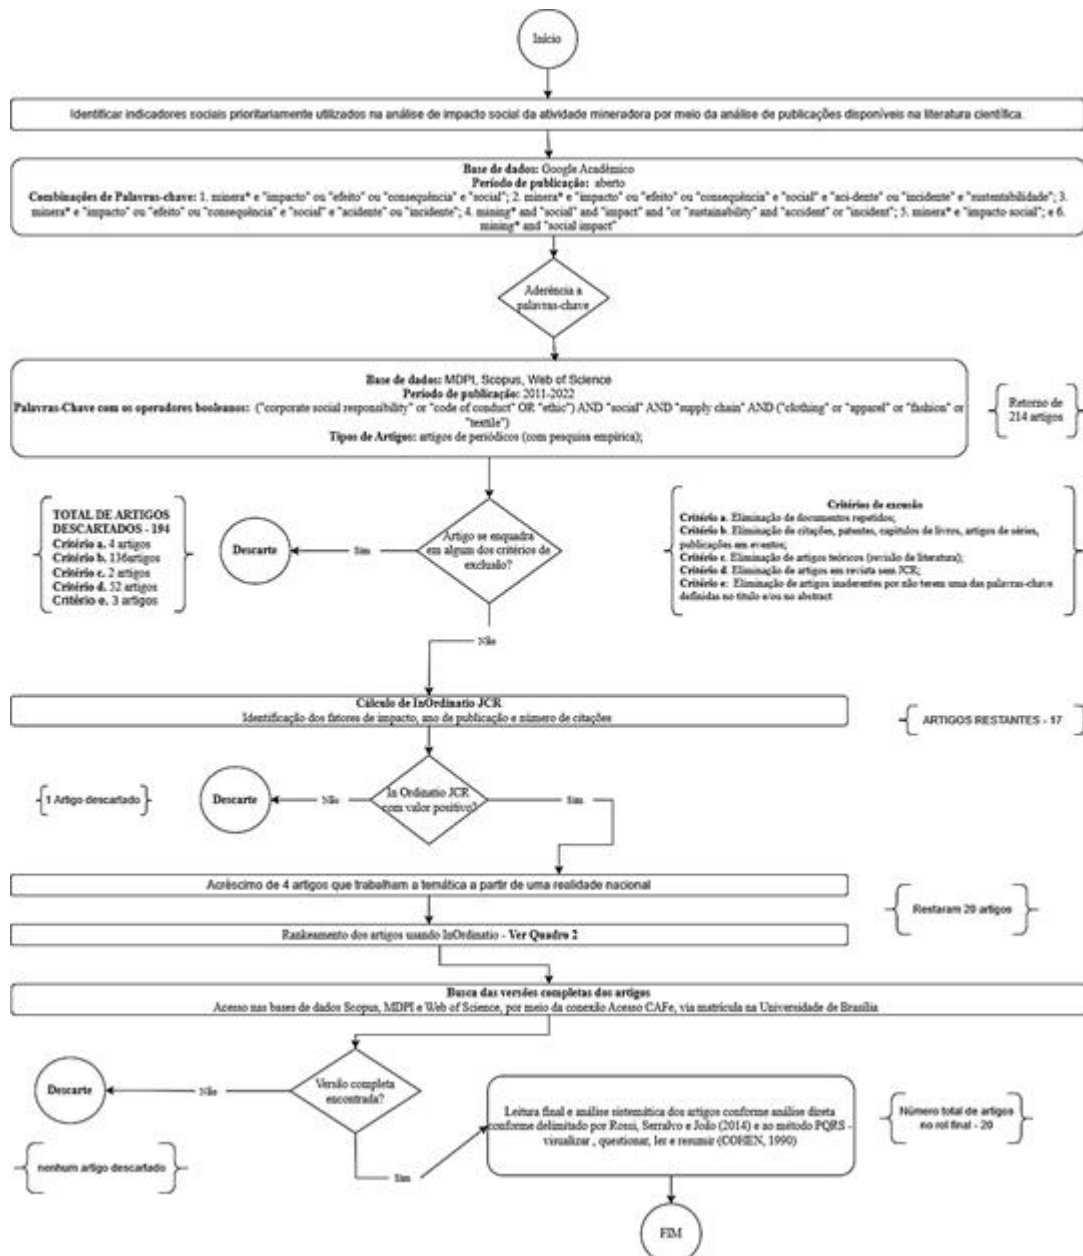 Início
Identificar indicadores sociais prioritariamente utilizados na análise de impacto social da atividade mineradora por meio da análise de publicações disponíveis na literatura científica.
Base de dados: Google Acadêmico
Período de publicação: aberto
Combinações de Palavras-chave: 1. minera* e "impacto" ou "efeito" ou "consequência" e "social"; 2. minera* e "impacto" ou "efeito" ou "consequência" e "social" e "aci-dente" ou "incidente" e "sustentabilidade"; 3.
minera* e "impacto" ou "efeito" ou "consequência" e "social" e "acidente" ou "incidente"; 4. mining* and "social" and "impact" and "or "sustainability" and "accident" or "incident"; 5. minera* e "impacto social"; e 6.
mining* and "social impact"
Aderência a
palavras-chave
Base de dados: MDPI, Scopus, Web of Science
Período de publicação: 2011-2022
Palavras-Chave com os operadores booleanos: ("corporate social responsibility" or "code of conduct" OR "ethic") AND "social" AND "supply chain" AND ("clothing" or "apparel" or "fashion" or
"textile")
Tipos de Artigos: artigos de periódicos (com pesquisa empírica);
Retorno de
214 artigos
TOTAL DE ARTIGOS
DESCARTADOS - 194
Critério a. 4 artigos
Critério b. 136artigos
Critério c. 2 artigos
Critério d. 52 artigos
Critério e. 3 artigos
Descarte
Sim
Artigo se enquadra
em algum dos critérios de
exclusão?
Critérios de excusão
Critério a. Eliminação de documentos repetidos;
Critério b. Eliminação de citações, patentes, capítulos de livros, artigos de séries,
publicações em eventos;
Critério c. Eliminação de artigos teóricos (revisão de literatura);
Critério d. Eliminação de artigos em revista sem JCR;
Critério e: Eliminação de artigos inaderentes por não terem uma das palavras-chave
definidas no título e/ou no abstract
Não
Cálculo de InOrdinatio JCR
Identificação dos fatores de impacto, ano de publicação e número de citações
ARTIGOS RESTANTES - 17
1 Artigo descartado
Descarte
Não
In Ordinatio JCR
com valor positivo?
Sim
Acréscimo de 4 artigos que trabalham a temática a partir de uma realidade nacional
Restaram 20 artigos
Rankeamento dos artigos usando InOrdinatio - Ver Quadro 2
Busca das versões completas dos artigos
Acesso nas bases de dados Scopus, MDPI e Web of Science, por meio da conexão Acesso CAFe, via matrícula na Universidade de Brasília
Descarte
Não
Versão completa
encontrada?
Leitura final e análise sistemática dos artigos conforme análise direta
conforme delimitado por Rossi, Serralvo e João (2014) e ao método PQRS -
visualizar , questionar, ler e resumir (COHEN, 1990)
Número total de artigos
no rol final - 20
nenhum artigo descartado
Sim
FIM